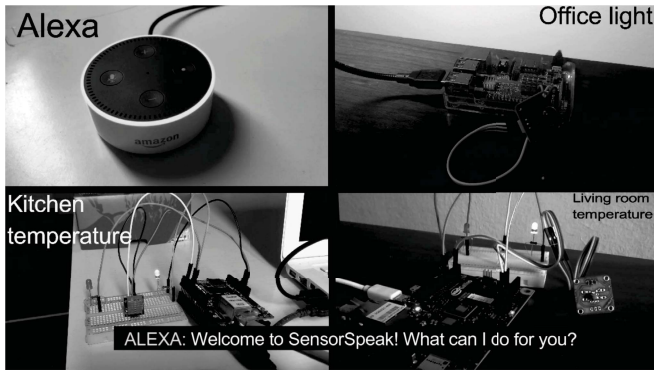 Alexa
Office light
amazon
Kitchen
temperature
Living room
temperature
ALEXA: Welcome to SensorSpeak! What can I do for you?